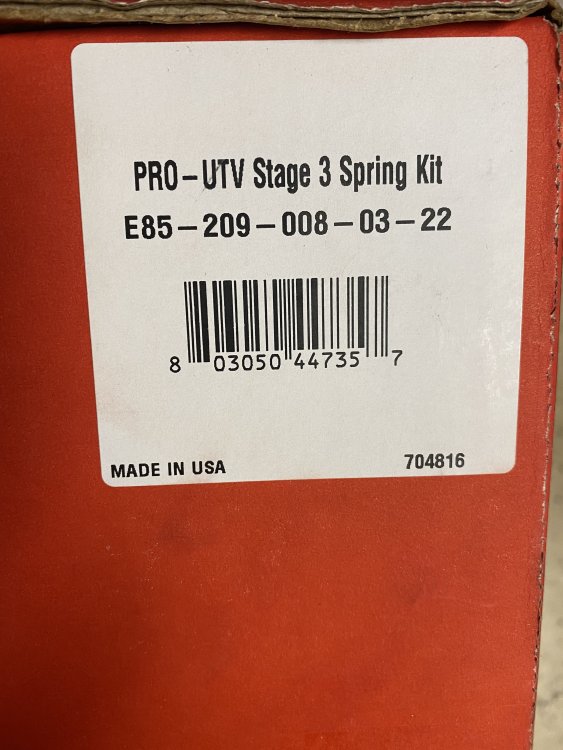 PRO-UTV Stage 3 Spring Kit
E85-209-008-03-22
8 03050 44735 7
MADE IN USA 704816